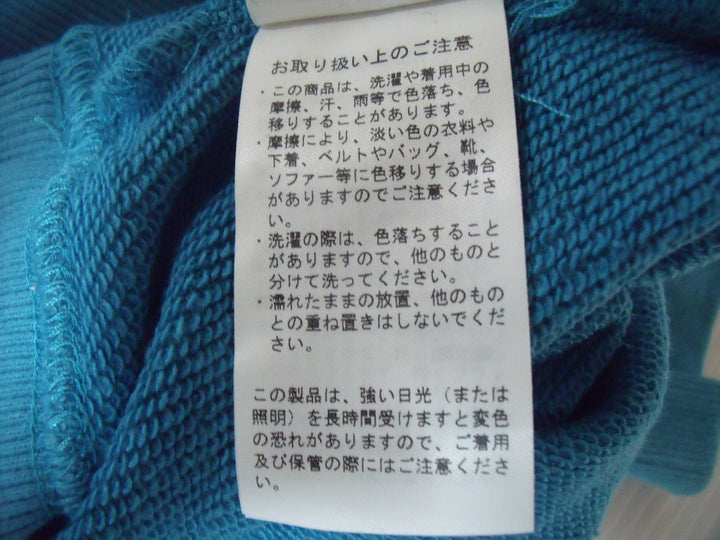 お取り扱い上のご注意
・この商品は、洗濯や着用中の
摩擦、汗、雨等で色落ち、色
移りすることがあります。
・摩擦により、淡い色の衣料や
下着、ベルトやバッグ、靴、
ソファー等に色移りする場合
がありますのでご注意くださ
い。
・洗濯の際は、色落ちすること
がありますので、他のものと
分けて洗ってください。
・濡れたままの放置、他のもの
との重ね置きはしないでくだ
さい。
この製品は、強い日光（または
照明）を長時間受けますと変色
の恐れがありますので、ご着用
及び保管の際にはご注意くださ
い。